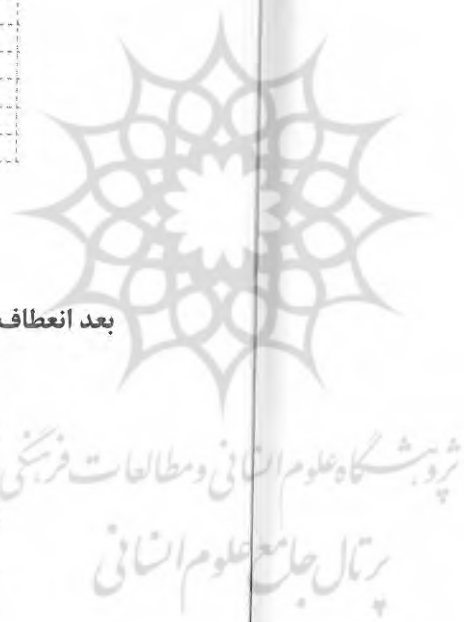 بعد انعطاف
پژوهشگاه علوم انسانی و مطالعات فرهنگی
پرتال جامع علوم انسانی